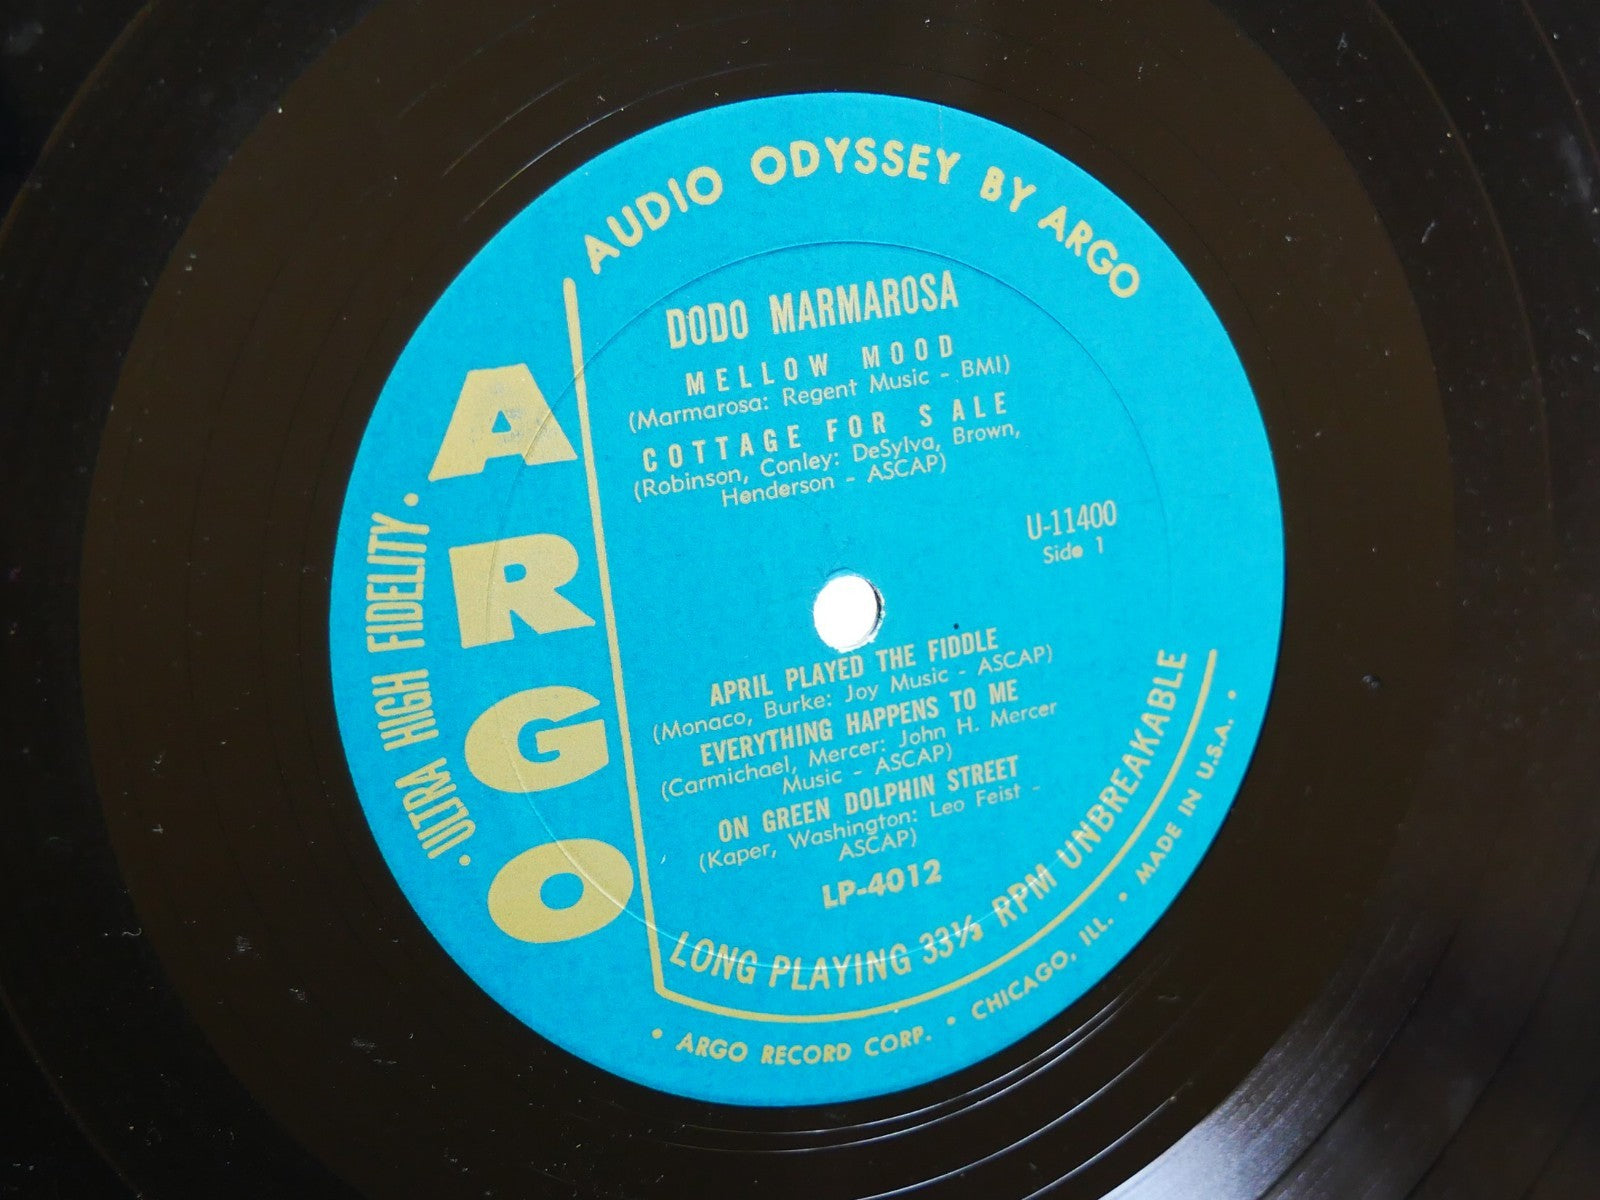 AUDIO ODYSSEY BY ARGO
ARGO
• ULTRA HIGH FIDELITY •
DODO MARMAROSA
MELLOW MOOD
(Marmarosa: Regent Music - BMI)
COTTAGE FOR SALE
(Robinson, Conley: DeSylva, Brown,
Henderson - ASCAP)
U-11400
Side 1
APRIL PLAYED THE FIDDLE
(Monaco, Burke: Joy Music - ASCAP)
EVERYTHING HAPPENS TO ME
(Carmichael, Mercer: John H. Mercer
Music - ASCAP)
ON GREEN DOLPHIN STREET
(Kaper, Washington: Leo Feist -
ASCAP)
LP-4012
LONG PLAYING 33⅓ RPM UNBREAKABLE
• ARGO RECORD CORP. • CHICAGO, ILL. • MADE IN U.S.A. •